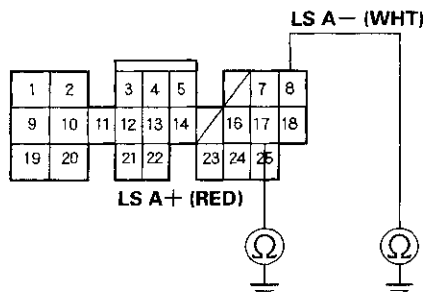 LS A− (WHT)
1 2 3 4 5 7 8
9 10 11 12 13 14 16 17 18
19 20 21 22 23 24 25
LS A+ (RED)
Ω Ω